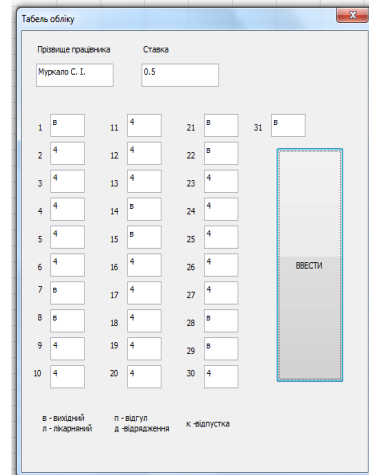 Табель обліку
Прізвище працівника Ставка
Муркало С. І. 0.5
1 в 11 4 21 в 31 в
2 4 12 4 22 в
3 4 13 4 23 4
4 4 14 в 24 4
5 4 15 в 25 4
6 4 16 4 26 4
ВВЕСТИ
7 в 17 4 27 4
8 в 18 4 28 в
9 4 19 4 29 в
10 4 20 4 30 4
в - вихідний п - відгул к -відпустка
л - лікарняний д -відрядження